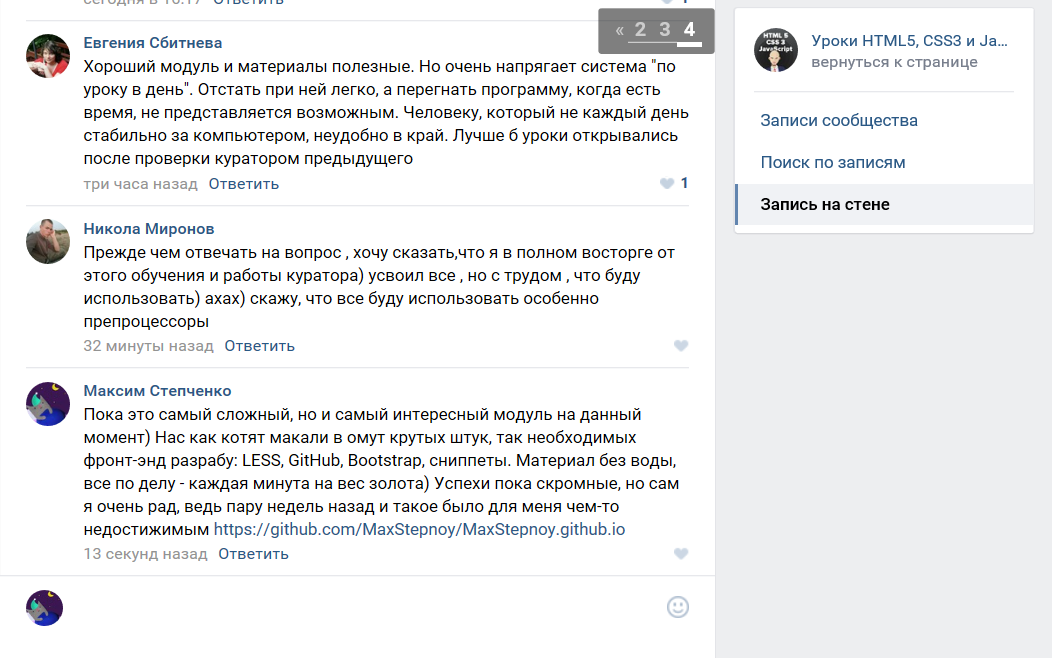 сегодня в 16:17 Ответить
1
« 2 3 4
Евгения Сбитнева
Хороший модуль и материалы полезные. Но очень напрягает система "по
уроку в день". Отстать при ней легко, а перегнать программу, когда есть
время, не представляется возможным. Человеку, который не каждый день
стабильно за компьютером, неудобно в край. Лучше б уроки открывались
после проверки куратором предыдущего
три часа назад Ответить
1
Никола Миронов
Прежде чем отвечать на вопрос , хочу сказать,что я в полном восторге от
этого обучения и работы куратора) усвоил все , но с трудом , что буду
использовать) ахах) скажу, что все буду использовать особенно
препроцессоры
32 минуты назад Ответить
Максим Степченко
Пока это самый сложный, но и самый интересный модуль на данный
момент) Нас как котят макали в омут крутых штук, так необходимых
фронт-энд разрабу: LESS, GitHub, Bootstrap, сниппеты. Материал без воды,
все по делу - каждая минута на вес золота) Успехи пока скромные, но сам
я очень рад, ведь пару недель назад и такое было для меня чем-то
недостижимым https://github.com/MaxStepnoy/MaxStepnoy.github.io
13 секунд назад Ответить
HTML 5
CSS 3
JavaScript
Уроки HTML5, CSS3 и Ja...
вернуться к странице
Записи сообщества
Поиск по записям
Запись на стене